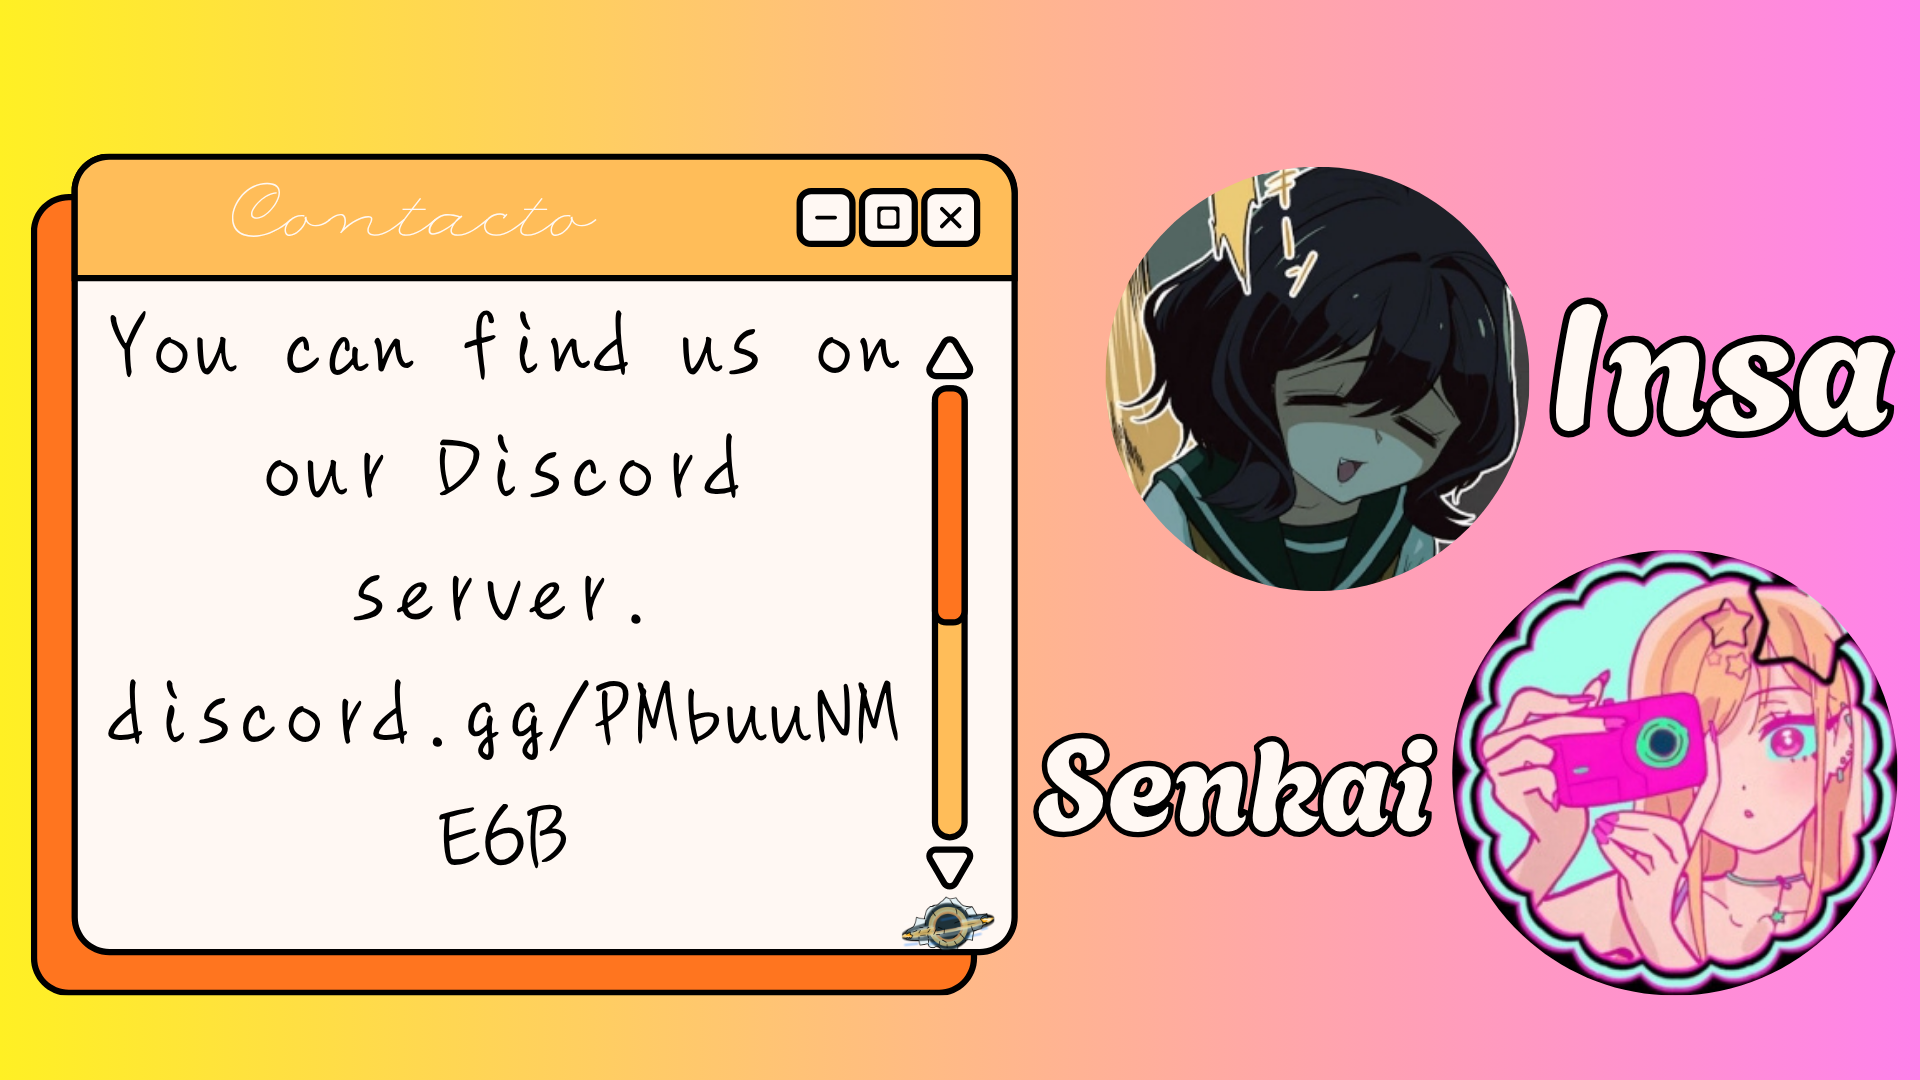 Contacto
You can find us on
our Discord
server.
discord.gg/PMbuuNM
E6B
Insa
Senkai